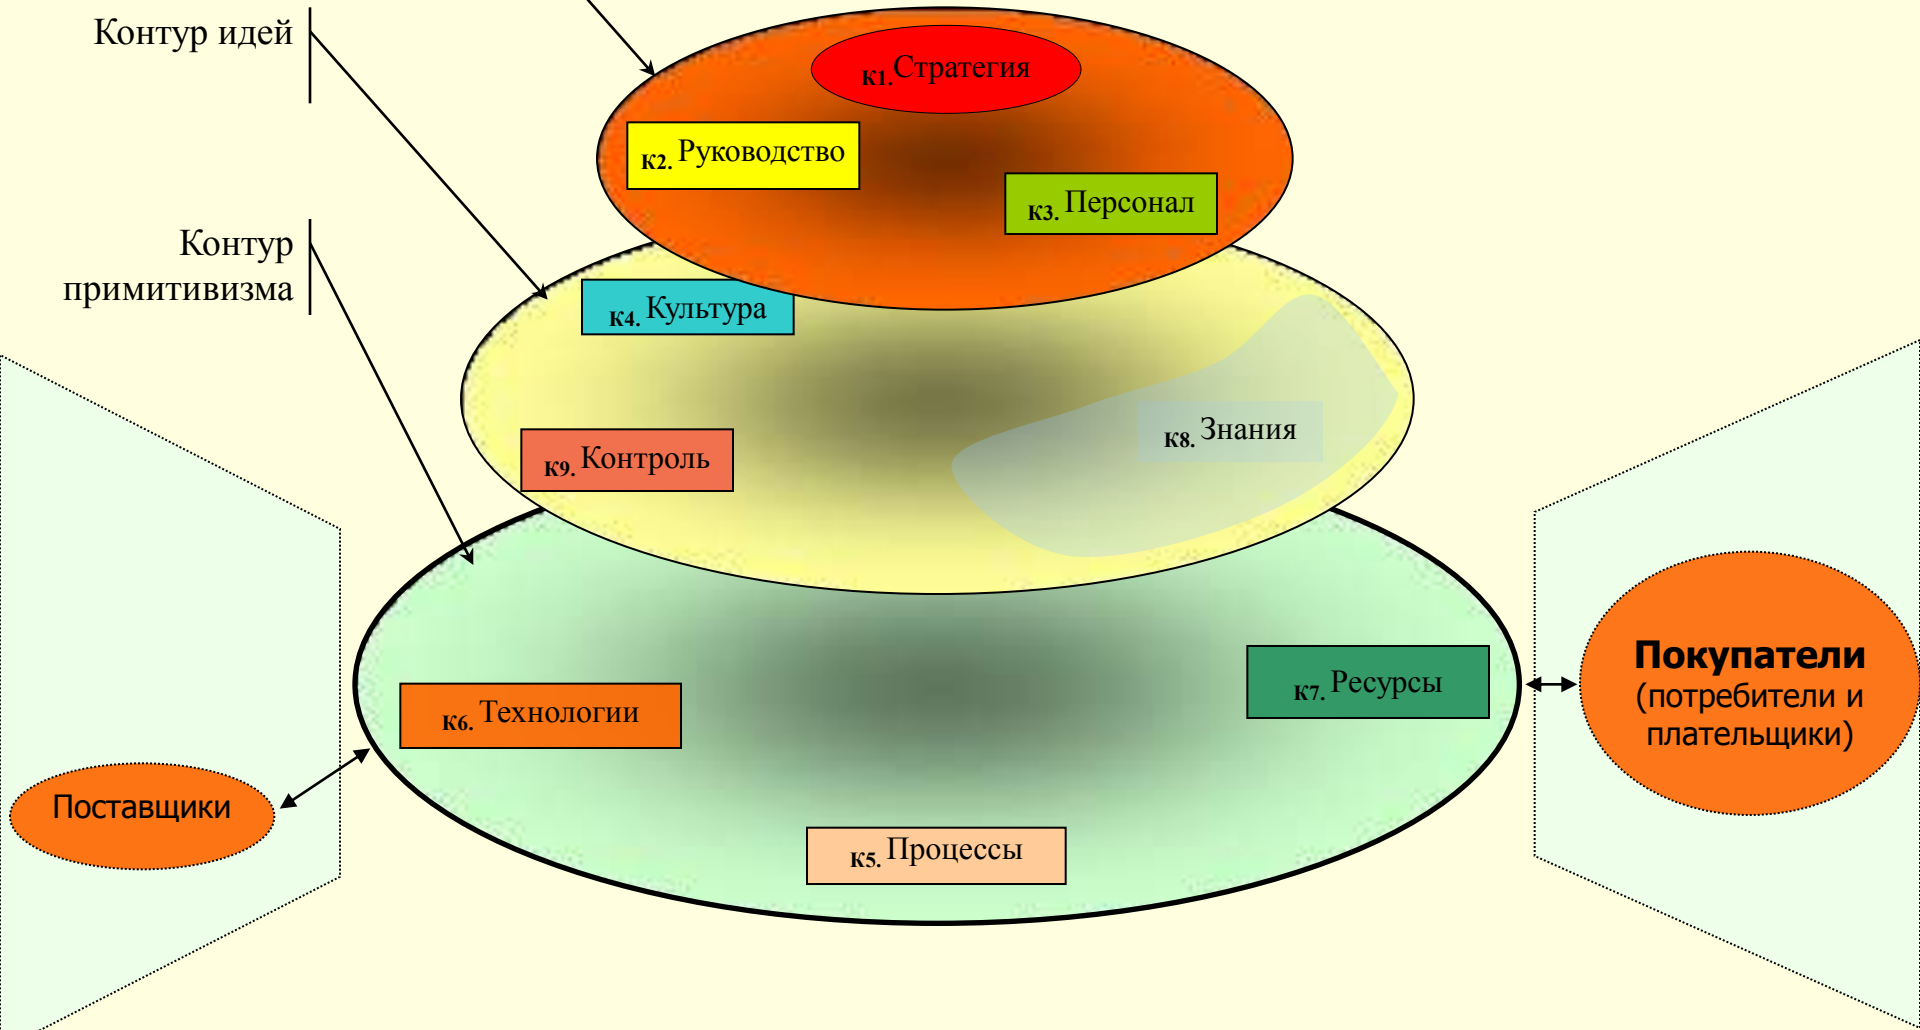 Контур идей
К1. Стратегия
К2. Руководство
К3. Персонал
Контур
примитивизма
К4. Культура
К8. Знания
К9. Контроль
К7. Ресурсы
Покупатели
(потребители и
плательщики)
К6. Технологии
Поставщики
К5. Процессы